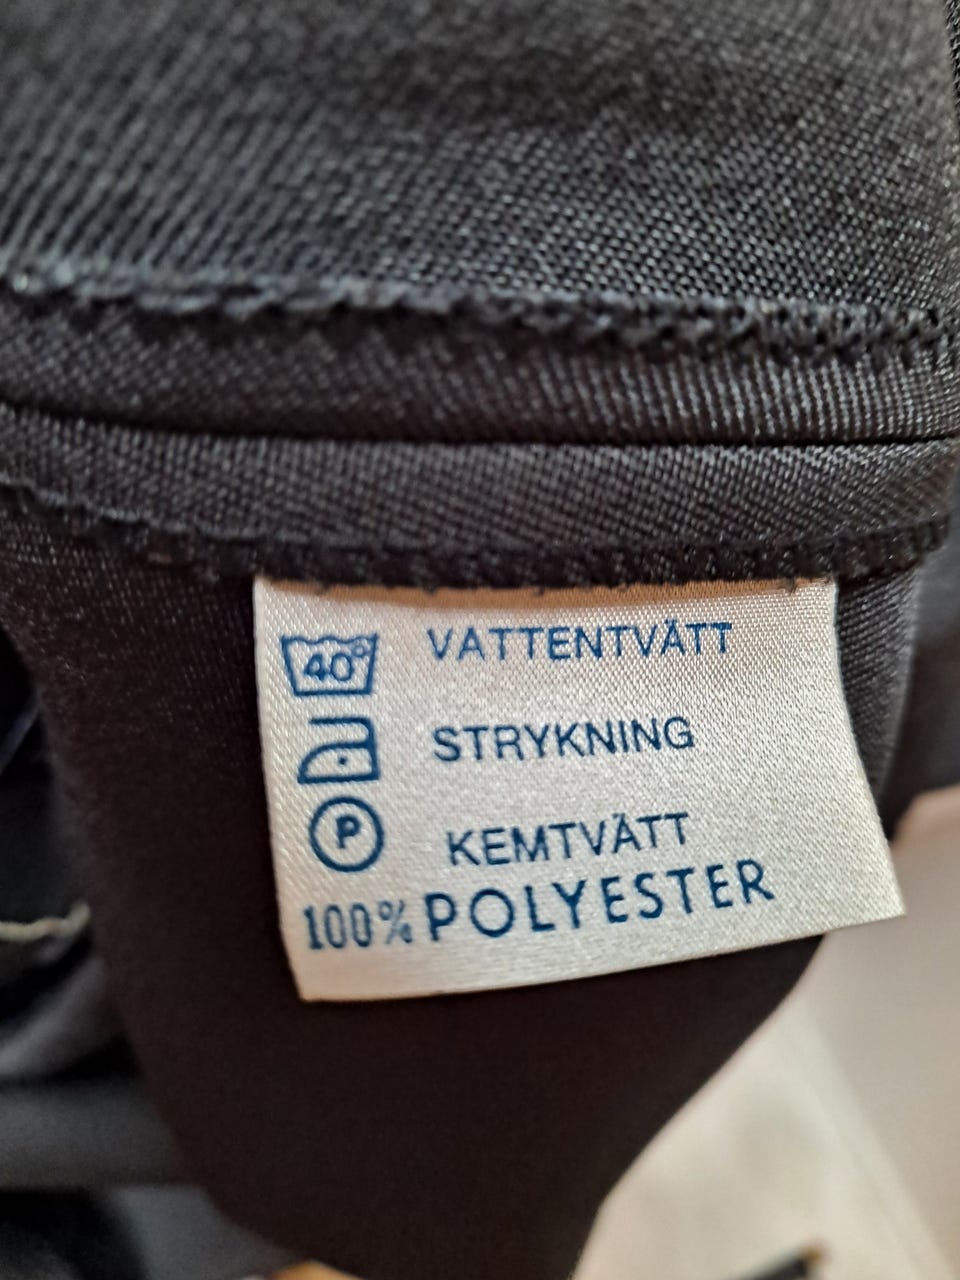 40° VATTENTVÄTT
STRYKNING
P KEMTVÄTT
100% POLYESTER